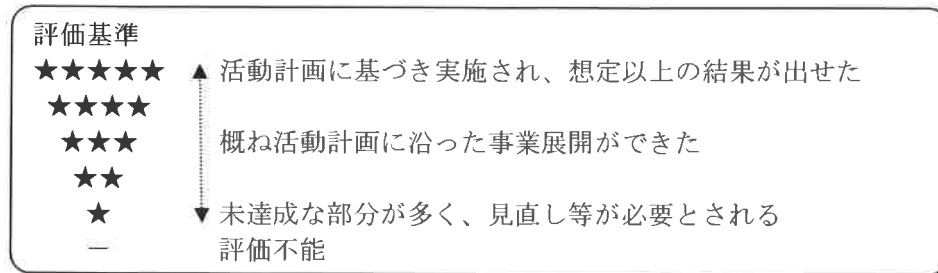 評価基準
★★★★★ 活動計画に基づき実施され、想定以上の結果が出せた
★★★★
★★★ 概ね活動計画に沿った事業展開ができた
★★
★ 未達成な部分が多く、見直し等が必要とされる
－ 評価不能